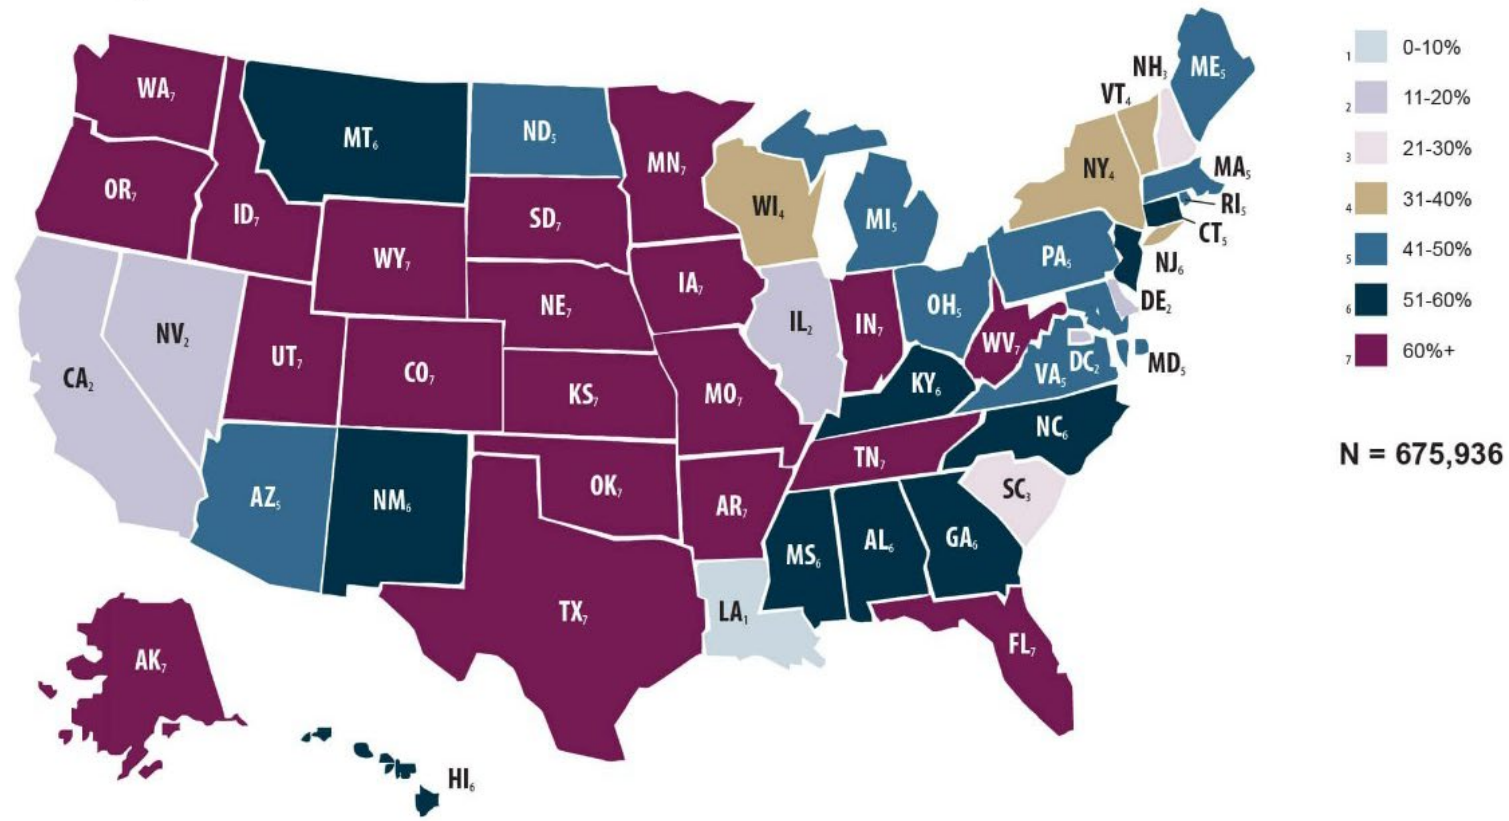 WA₇
MT₆
ND₅
MN₇
OR₇
ID₇
WY₇
SD₇
WI₄
MI₅
NY₄
VT₄
NH₃
ME₅
MA₅
RI₅
CT₅
NJ₆
PA₅
DE₂
MD₅
DC₂
CA₂
NV₂
UT₇
CO₇
NE₇
IA₇
IL₂
IN₇
OH₅
WV₇
VA₅
KS₇
MO₇
KY₆
NC₆
TN₇
SC₃
AZ₅
NM₆
OK₇
AR₇
MS₆
AL₆
GA₆
TX₇
LA₁
FL₇
AK₇
HI₆
1 0-10%
2 11-20%
3 21-30%
4 31-40%
5 41-50%
6 51-60%
7 60%+
N = 675,936